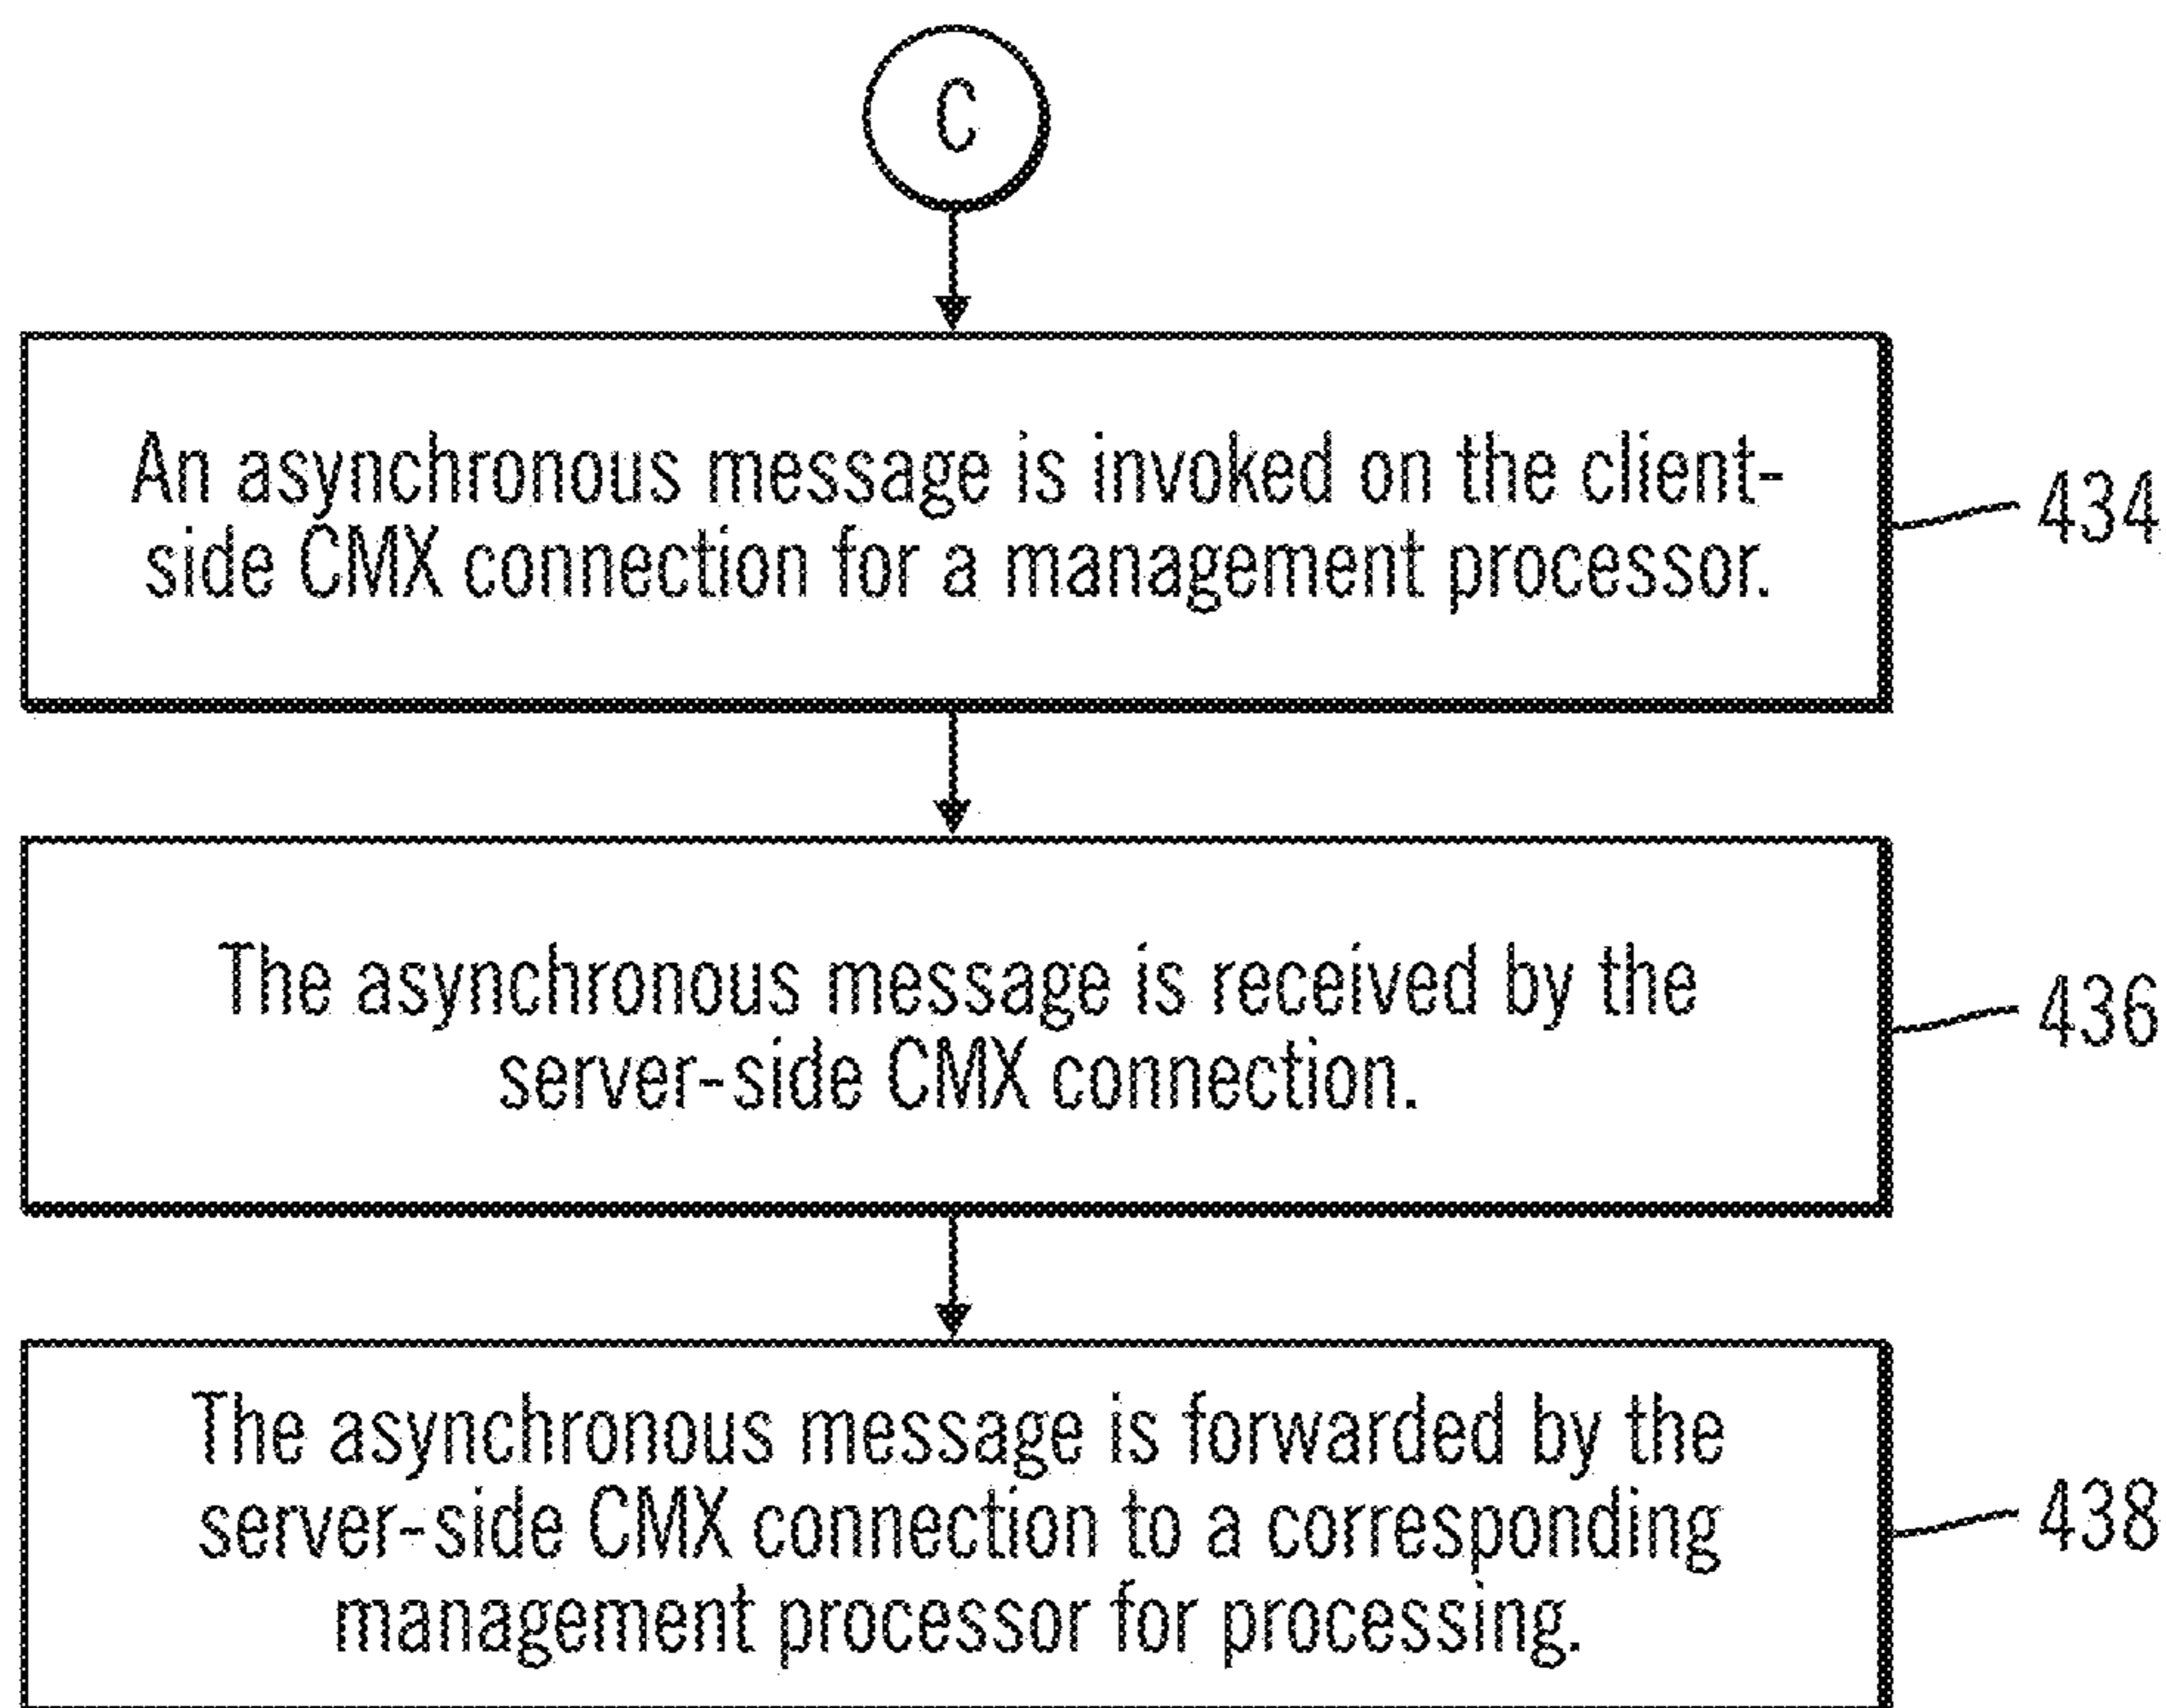 C
An asynchronous message is invoked on the client-
side CMX connection for a management processor.
434
The asynchronous message is received by the
server-side CMX connection.
436
The asynchronous message is forwarded by the
server-side CMX connection to a corresponding
management processor for processing.
438